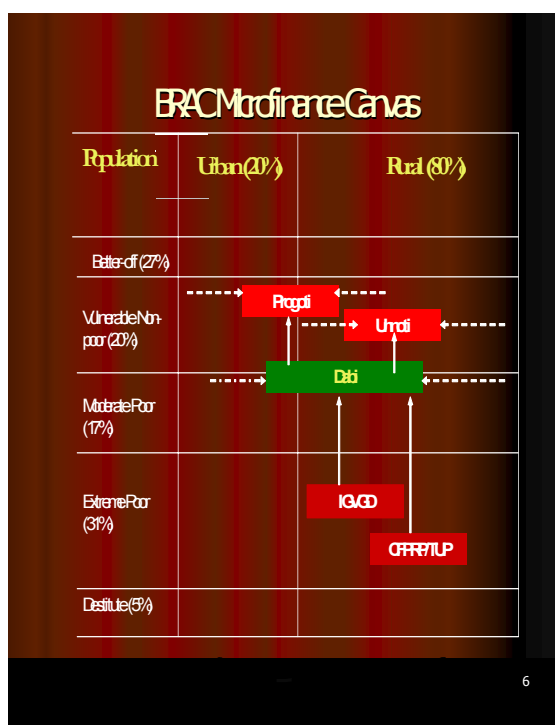 BRAC Microfinance Canvas
Population
Urban (20%)
Rural (80%)
Better-off (27%)
Vulnerable Non-
poor (20%)
Progoti
Unnoti
Dabi
Moderate Poor
(17%)
Extreme Poor
(31%)
IGVGD
CFPRP/TUP
Destitute (5%)
6